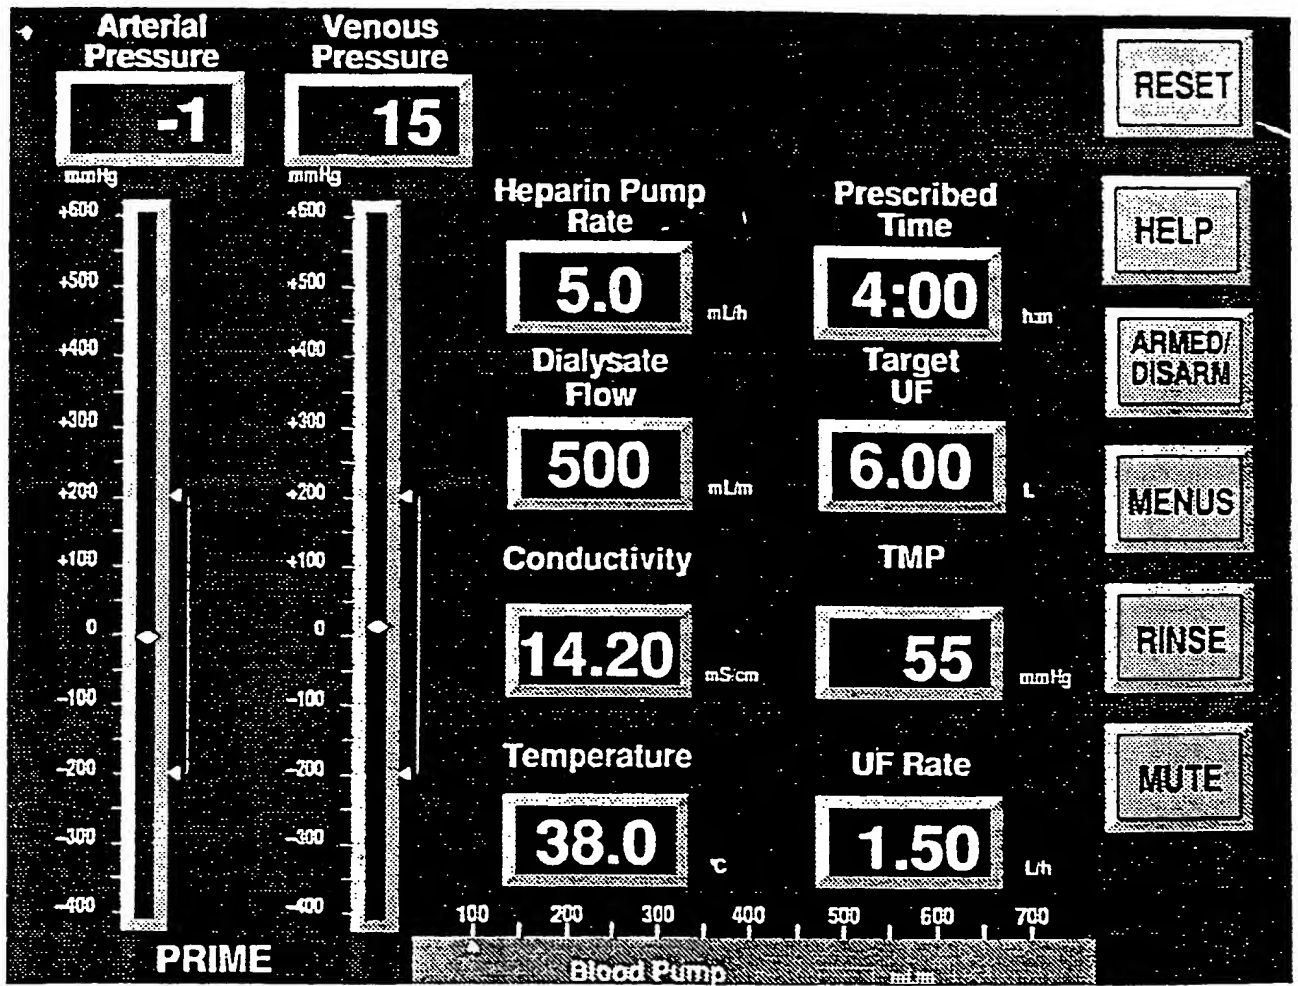 Arterial
Pressure
-1
mmHg
+600
+500
+400
+300
+200
+100
0
-100
-200
-300
-400
PRIME
Venous
Pressure
15
mmHg
+600
+500
+400
+300
+200
+100
0
-100
-200
-300
-400
Heparin Pump
Rate
5.0 mL/h
Prescribed
Time
4:00 h:m
Dialysate
Flow
500 mL/m
Target
UF
6.00 L
Conductivity
14.20 mS/cm
TMP
55 mmHg
Temperature
38.0 °C
UF Rate
1.50 L/h
100 200 300 400 500 600 700
Blood Pump mL/m
RESET
HELP
ARMED/
DISARM
MENUS
RINSE
MUTE